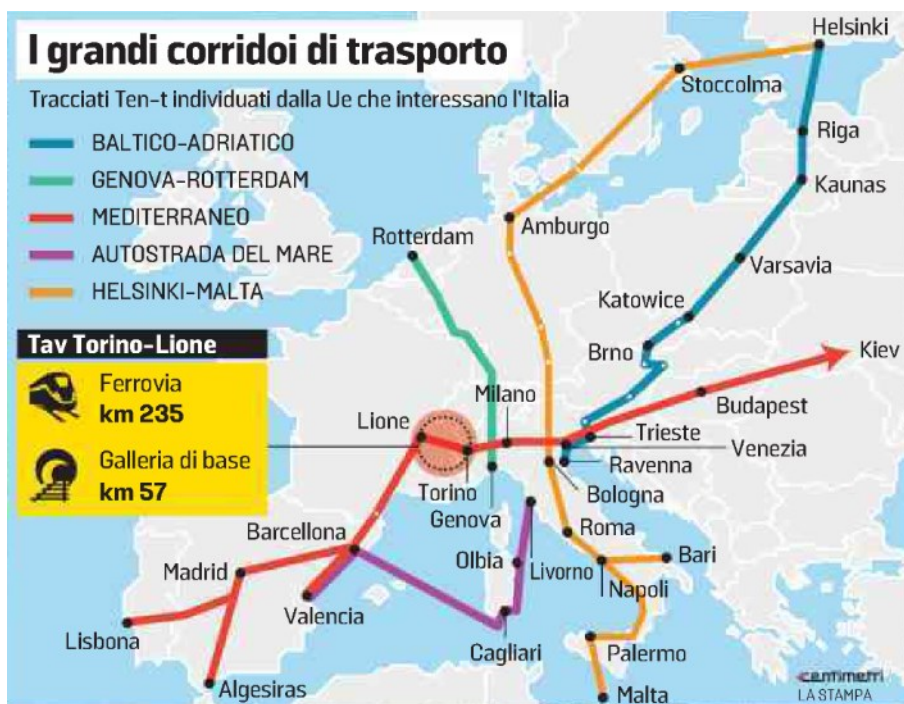 I grandi corridoi di trasporto
Tracciati Ten-t individuati dalla Ue che interessano l'Italia
BALTICO-ADRIATICO
GENOVA-ROTTERDAM
MEDITERRANEO
AUTOSTRADA DEL MARE
HELSINKI-MALTA
Tav Torino-Lione
Ferrovia
km 235
Galleria di base
km 57
Helsinki
Stoccolma
Riga
Kaunas
Amburgo
Rotterdam
Varsavia
Katowice
Brno
Kiev
Milano
Budapest
Lione
Trieste
Venezia
Ravenna
Torino
Bologna
Genova
Roma
Barcellona
Bari
Olbia
Livorno
Napoli
Madrid
Valencia
Lisbona
Cagliari
Palermo
Algesiras
Malta
centimetri
LA STAMPA